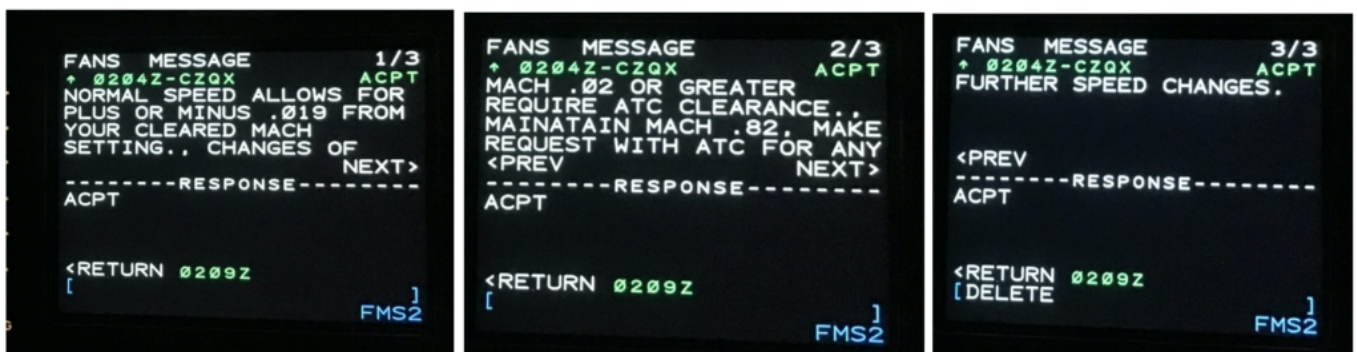 FANS MESSAGE 1/3
↑ 0204Z-CZQX ACPT
NORMAL SPEED ALLOWS FOR
PLUS OR MINUS .019 FROM
YOUR CLEARED MACH
SETTING., CHANGES OF
NEXT>
--------RESPONSE--------
ACPT
<RETURN 0209Z
[ ]
FMS2
FANS MESSAGE 2/3
↑ 0204Z-CZQX ACPT
MACH .02 OR GREATER
REQUIRE ATC CLEARANCE.,
MAINATAIN MACH .82, MAKE
REQUEST WITH ATC FOR ANY
<PREV NEXT>
--------RESPONSE--------
ACPT
<RETURN 0209Z
[ ]
FMS2
FANS MESSAGE 3/3
↑ 0204Z-CZQX ACPT
FURTHER SPEED CHANGES.
<PREV
--------RESPONSE--------
ACPT
<RETURN 0209Z
[DELETE ]
FMS2